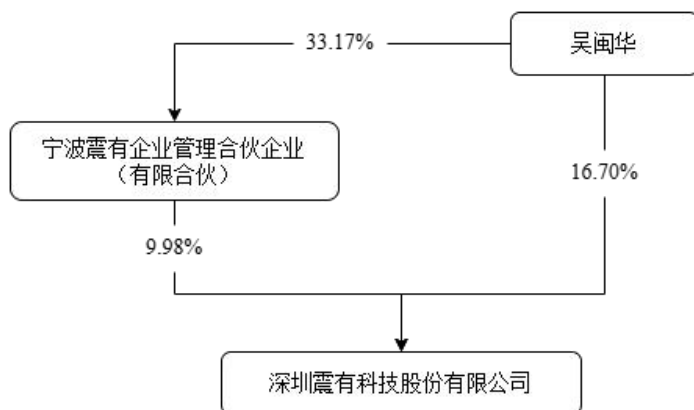 33.17%
吴闽华
宁波震有企业管理合伙企业
（有限合伙）
16.70%
9.98%
深圳震有科技股份有限公司